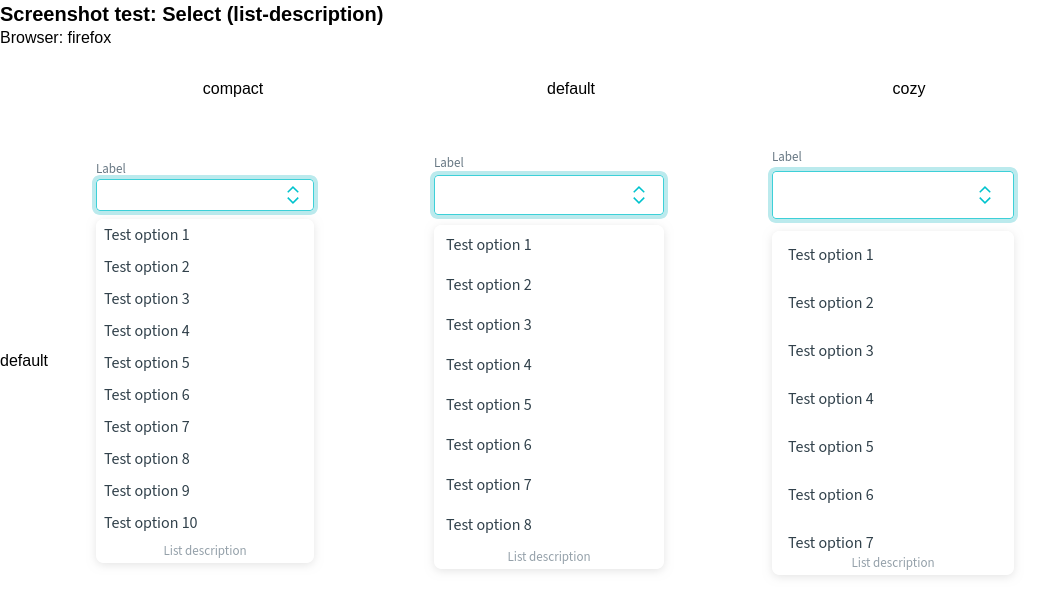 Screenshot test: Select (list-description)
Browser: firefox
compact default cozy
default
Label
Test option 1
Test option 2
Test option 3
Test option 4
Test option 5
Test option 6
Test option 7
Test option 8
Test option 9
Test option 10
List description
Label
Test option 1
Test option 2
Test option 3
Test option 4
Test option 5
Test option 6
Test option 7
Test option 8
List description
Label
Test option 1
Test option 2
Test option 3
Test option 4
Test option 5
Test option 6
Test option 7
List description